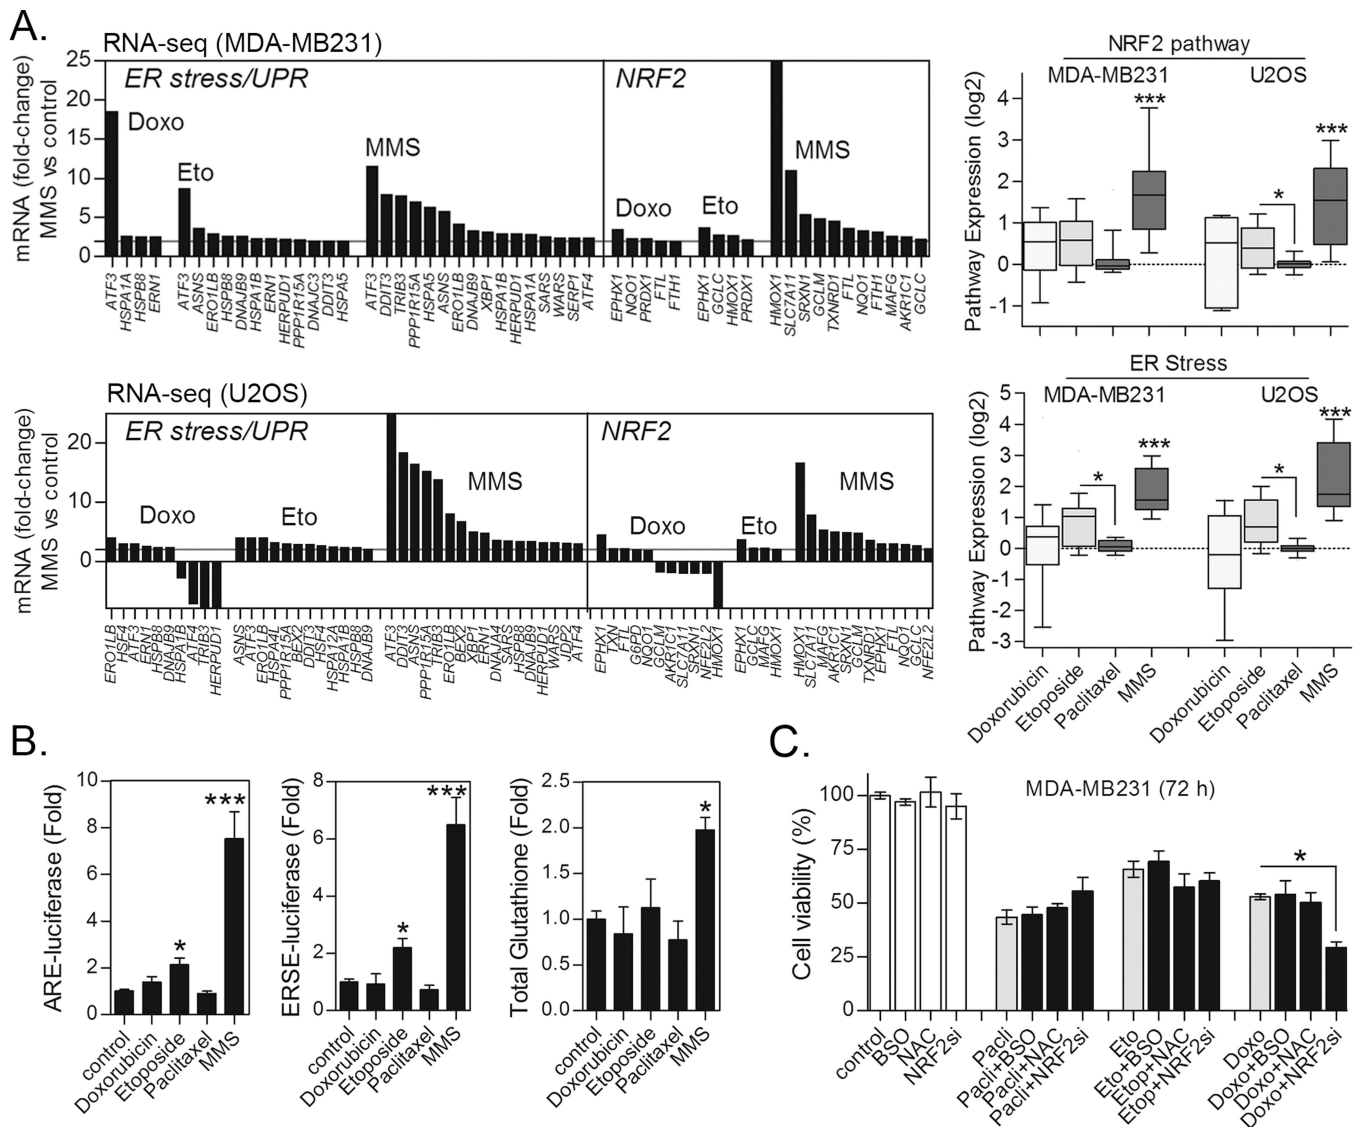 A.
RNA-seq (MDA-MB231)
mRNA (fold-change)
MMS vs control
25
20
15
10
5
0
ER stress/UPR
NRF2
Doxo
Eto
MMS
Doxo
Eto
MMS
ATF3
HSPA1A
HSPB8
ERN1
ATF3
ASNS
ERO1LB
HSPB8
DNAJB9
HSPA1B
ERN1
HERPUD1
PPP1R15A
DNAJC3
DDIT3
HSPA5
ATF3
DDIT3
TRIB3
PPP1R15A
HSPA5
ASNS
ERO1LB
DNAJB9
XBP1
HSPA1B
HERPUD1
HSPA1A
SARS
WARS
SERP1
ATF4
EPHX1
NQO1
PRDX1
FTL
FTH1
EPHX1
GCLC
HMOX1
PRDX1
HMOX1
SLC7A11
SRXN1
GCLM
TXNRD1
FTL
NQO1
FTH1
MAFG
AKR1C1
GCLC
NRF2 pathway
MDA-MB231
U2OS
Pathway Expression (log2)
4
3
2
1
0
-1
***
*
***
RNA-seq (U2OS)
mRNA (fold-change)
MMS vs control
20
10
0
ER stress/UPR
NRF2
Doxo
Eto
MMS
Doxo
Eto
MMS
ERO1LB
HSF4
ATF3
ERN1
HSPB8
DNAJB9
HSPA1B
ATF4
TRIB3
HERPUD1
ASNS
ATF3
ERO1LB
HSPA4L
PPP1R15A
BEX2
DDIT3
HSF4
HSPA12A
HSPA1B
HSPB8
DNAJB9
ATF3
DDIT3
ASNS
PPP1R15A
TRIB3
ERO1LB
BEX2
XBP1
ERN1
DNAJA4
SARS
HSPB8
DNAJB9
HERPUD1
WARS
JDP2
ATF4
EPHX1
TXN
FTL
G6PD
NQO1
GCLM
AKR1C1
SLC7A11
SRXN1
NFE2L2
HMOX1
EPHX1
GCLC
MAFG
HMOX1
HMOX1
SLC7A11
MAFG
AKR1C1
SRXN1
GCLM
TXNRD1
EPHX1
FTL
NQO1
GCLC
NFE2L2
ER Stress
MDA-MB231
U2OS
Pathway Expression (log2)
5
4
3
2
1
0
-1
-2
-3
*
***
*
***
Doxorubicin
Etoposide
Paclitaxel
MMS
Doxorubicin
Etoposide
Paclitaxel
MMS
B.
ARE-luciferase (Fold)
10
8
6
4
2
0
*
***
control
Doxorubicin
Etoposide
Paclitaxel
MMS
ERSE-luciferase (Fold)
8
6
4
2
0
*
***
control
Doxorubicin
Etoposide
Paclitaxel
MMS
Total Glutathione (Fold)
2.5
2.0
1.5
1.0
0.5
0.0
*
control
Doxorubicin
Etoposide
Paclitaxel
MMS
C.
MDA-MB231 (72 h)
Cell viability (%)
100
75
50
25
0
*
control
BSO
NAC
NRF2si
Pacli
Pacli+BSO
Pacli+NAC
Pacli+NRF2si
Eto
Eto+BSO
Etop+NAC
Etop+NRF2si
Doxo
Doxo+BSO
Doxo+NAC
Doxo+NRF2si